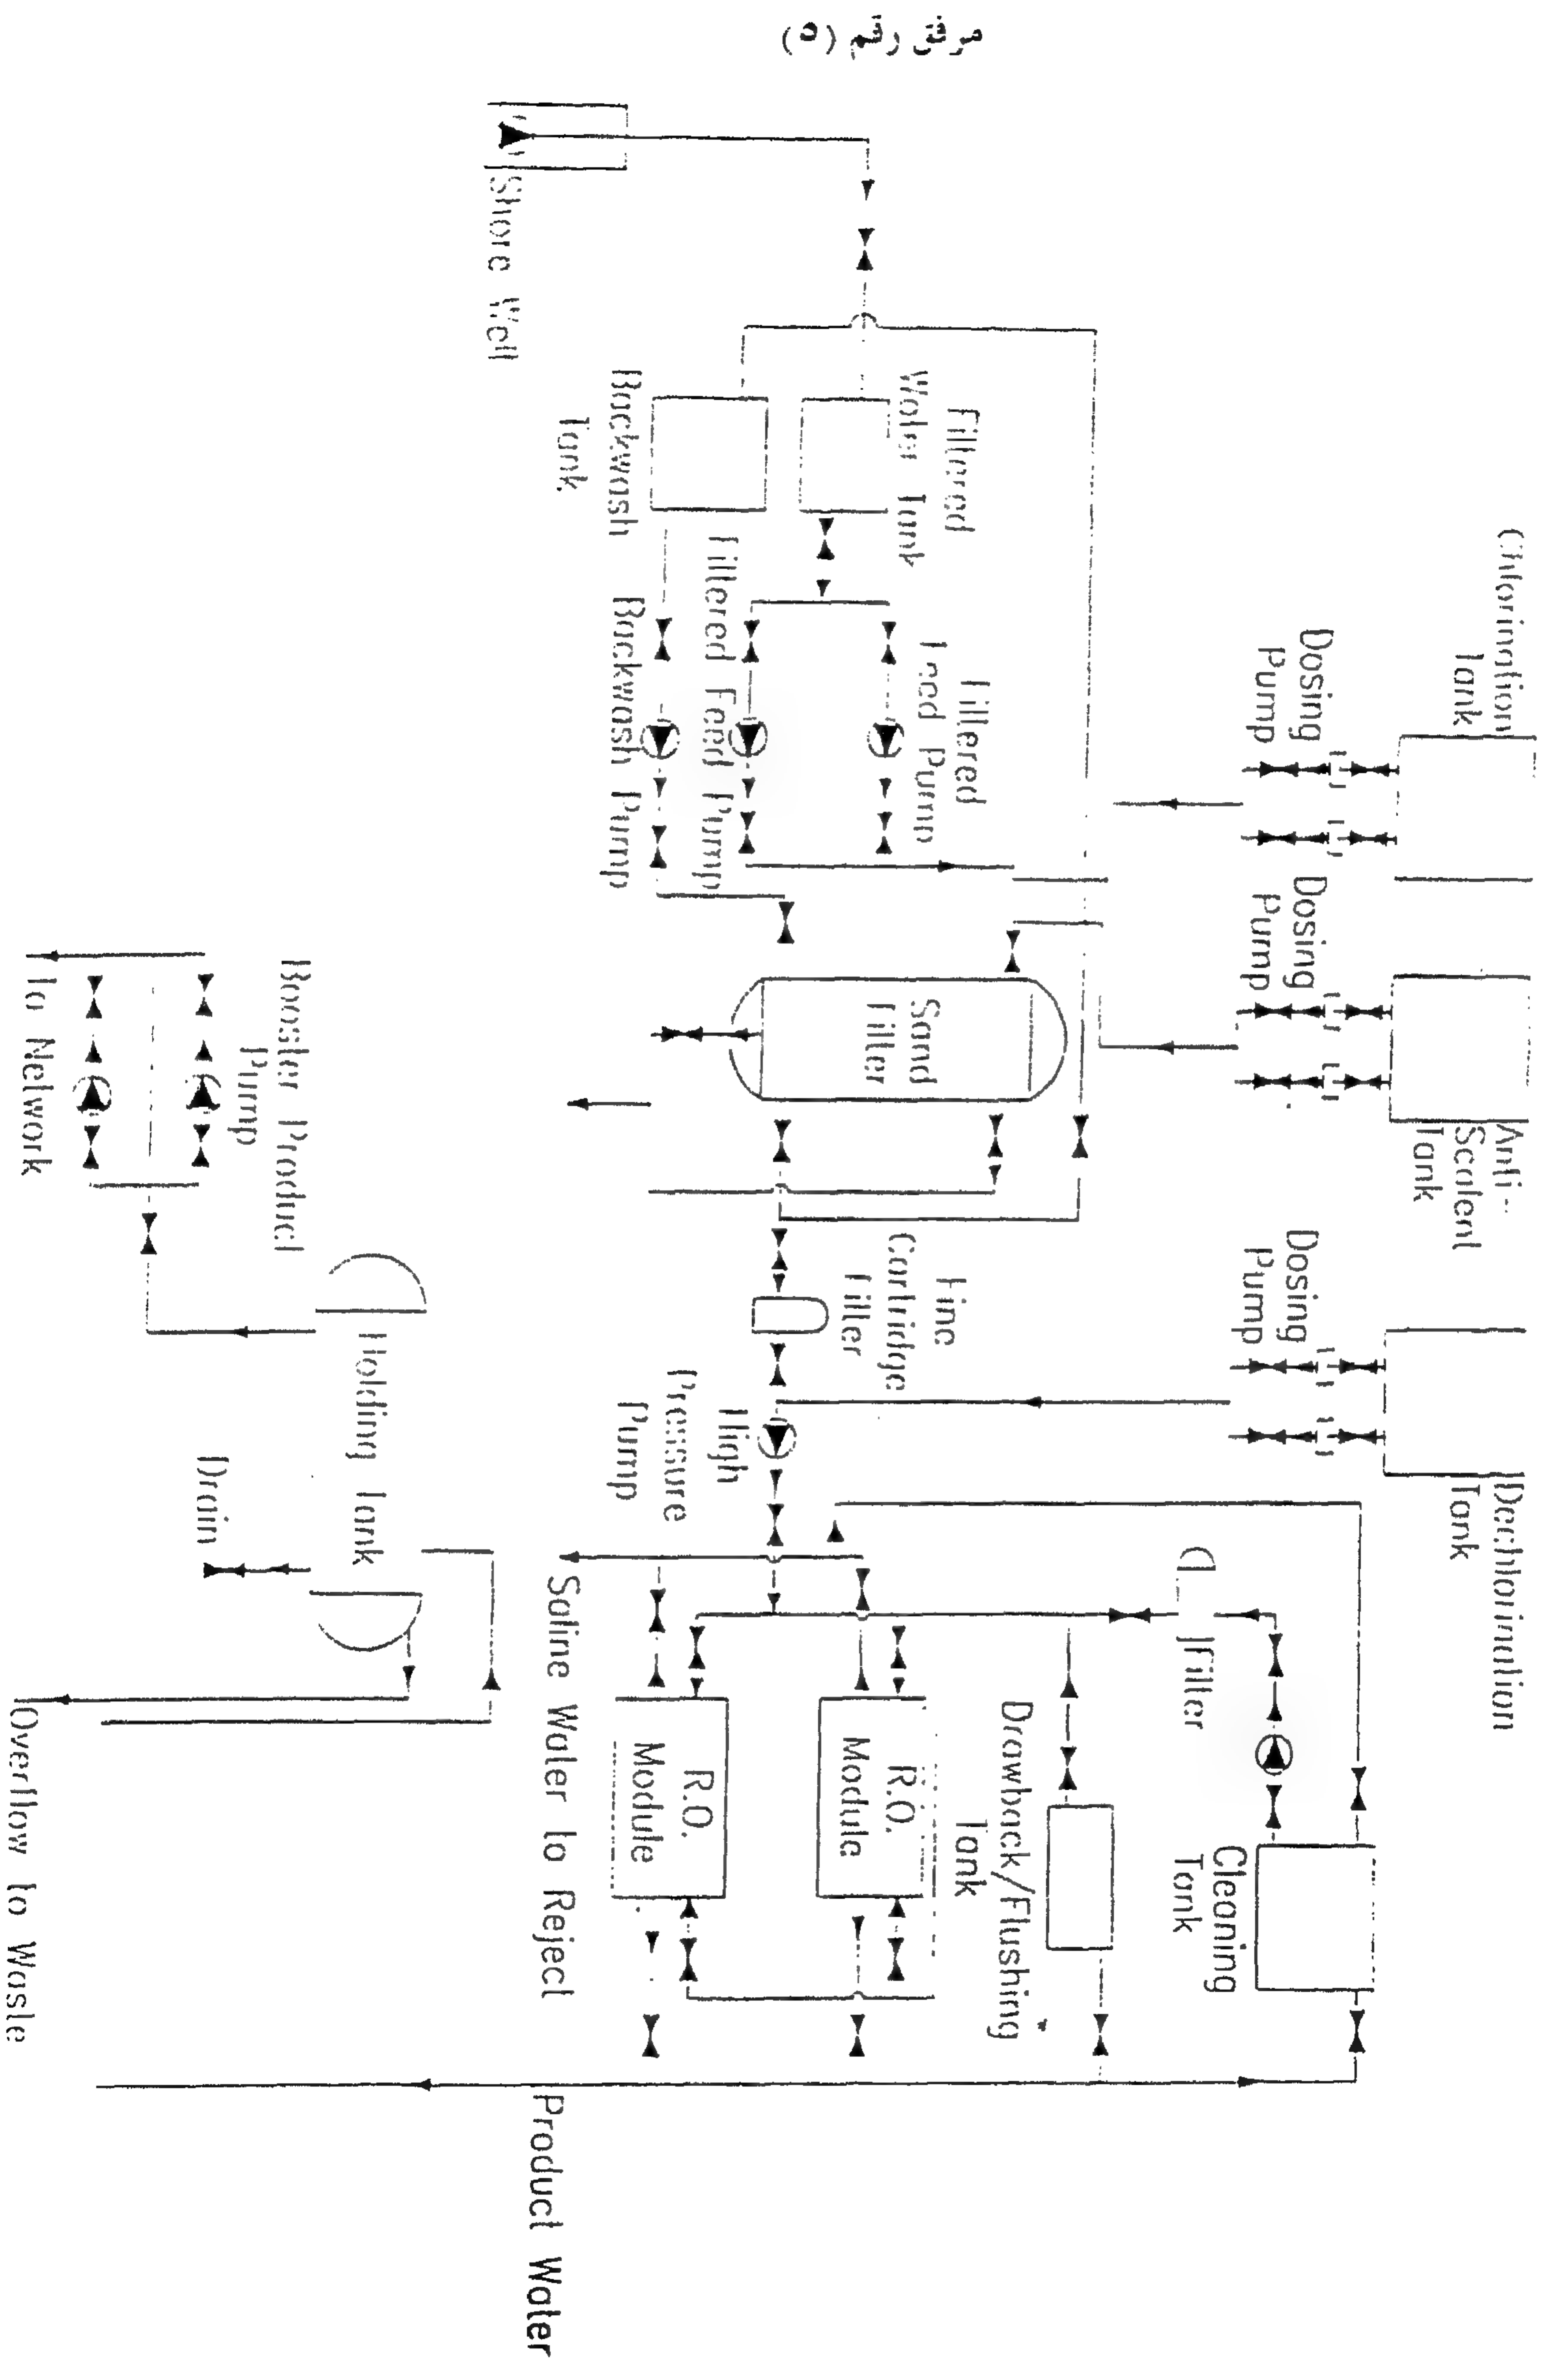 مرفق رقم (٥)
Chlorination
Tank
Dosing
Pump
Anti-
Scalent
Tank
Dosing
Pump
Dechlorination
Tank
Dosing
Pump
Filter
Cleaning
Tank
Drawback/Flushing
Tank
Filtered
Water Tank
Filtered
Feed Pump
Sand
Filter
Fine
Cartridge
Filter
R.O.
Module
Filtered Feed Pump
High
Pressure
Pump
R.O.
Module
Backwash
Tank
Backwash Pump
Shore Well
Saline Water to Reject
Product Water
Holding Tank
Booster Product
Pump
Drain
To Network
Overflow to Waste